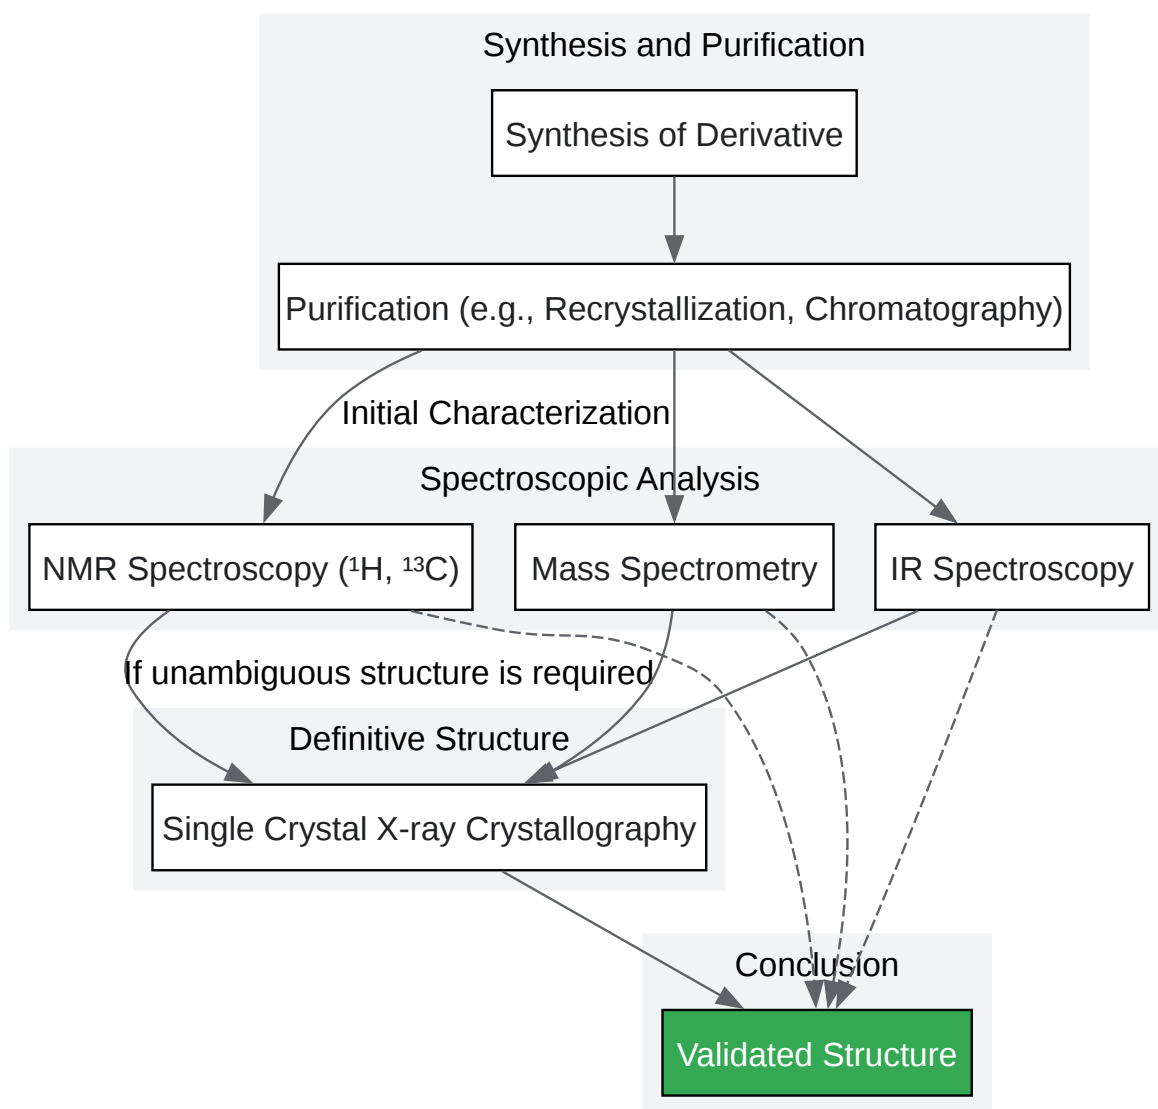 Synthesis and Purification
Synthesis of Derivative
Purification (e.g., Recrystallization, Chromatography)
Initial Characterization
Spectroscopic Analysis
NMR Spectroscopy (¹H, ¹³C)
Mass Spectrometry
IR Spectroscopy
If unambiguous structure is required
Definitive Structure
Single Crystal X-ray Crystallography
Conclusion
Validated Structure